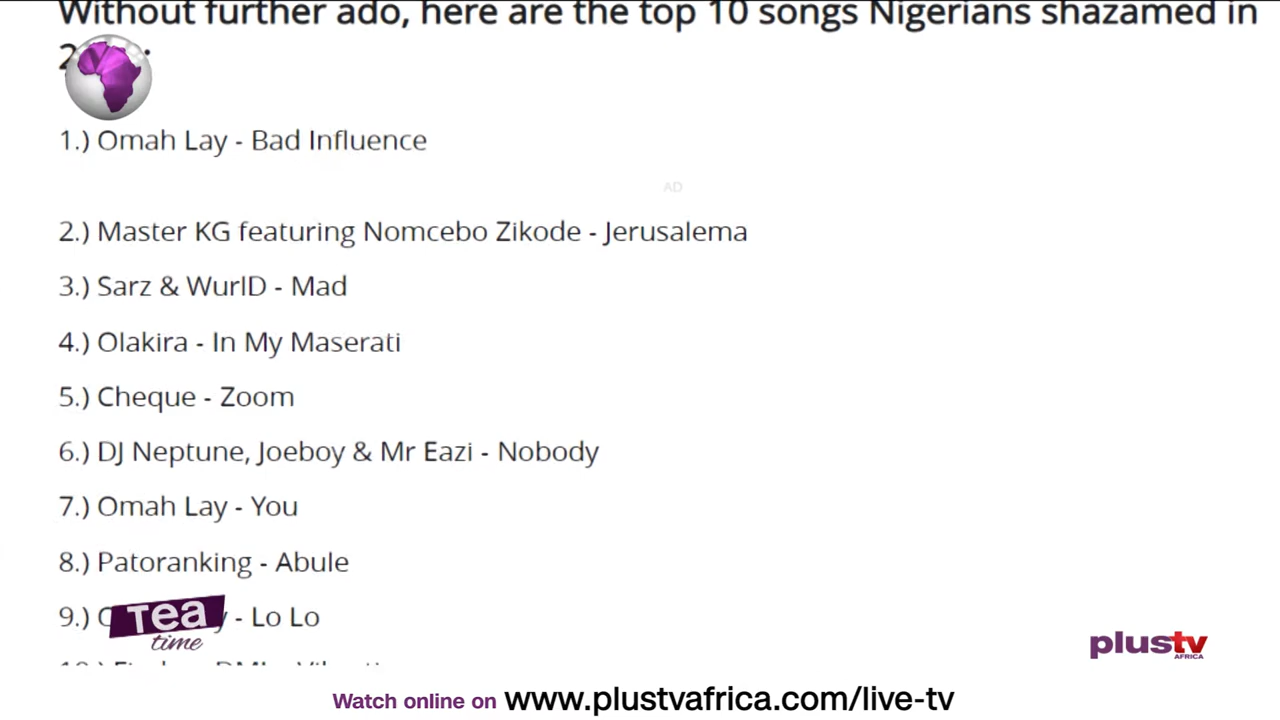 Without further ado, here are the top 10 songs Nigerians shazamed in
1.) Omah Lay - Bad Influence
AD
2.) Master KG featuring Nomcebo Zikode - Jerusalema
3.) Sarz & WurlD - Mad
4.) Olakira - In My Maserati
5.) Cheque - Zoom
6.) DJ Neptune, Joeboy & Mr Eazi - Nobody
7.) Omah Lay - You
8.) Patoranking - Abule
9.) - Lo Lo
Tea
time
plustv
AFRICA
Watch online on www.plustvafrica.com/live-tv